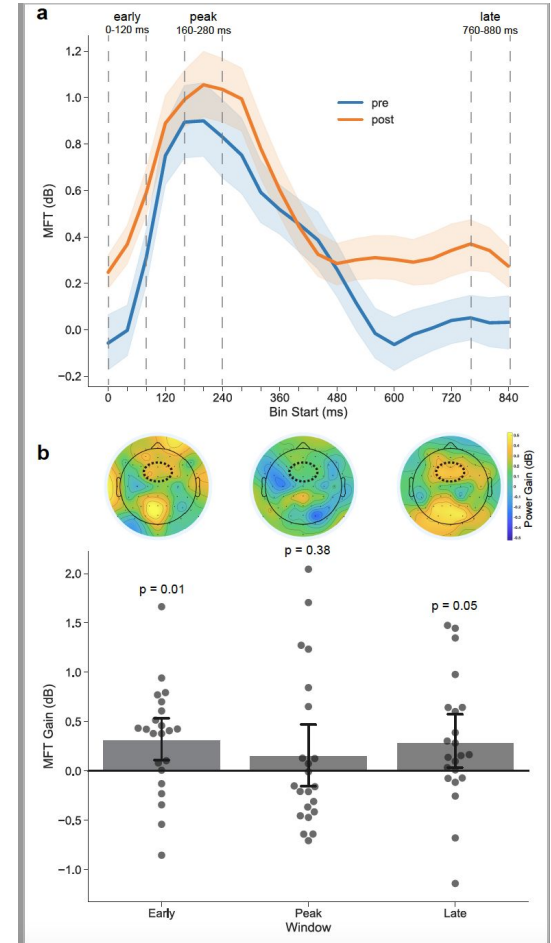 a
early
0-120 ms
peak
160-280 ms
late
760-880 ms
1.2
1.0
0.8
0.6
0.4
0.2
0.0
−0.2
MFT (dB)
pre
post
0 120 240 360 480 600 720 840
Bin Start (ms)
b
Power Gain (dB)
p = 0.01
p = 0.38
p = 0.05
2.0
1.5
1.0
0.5
0.0
−0.5
−1.0
MFT Gain (dB)
Early Peak Late
Window